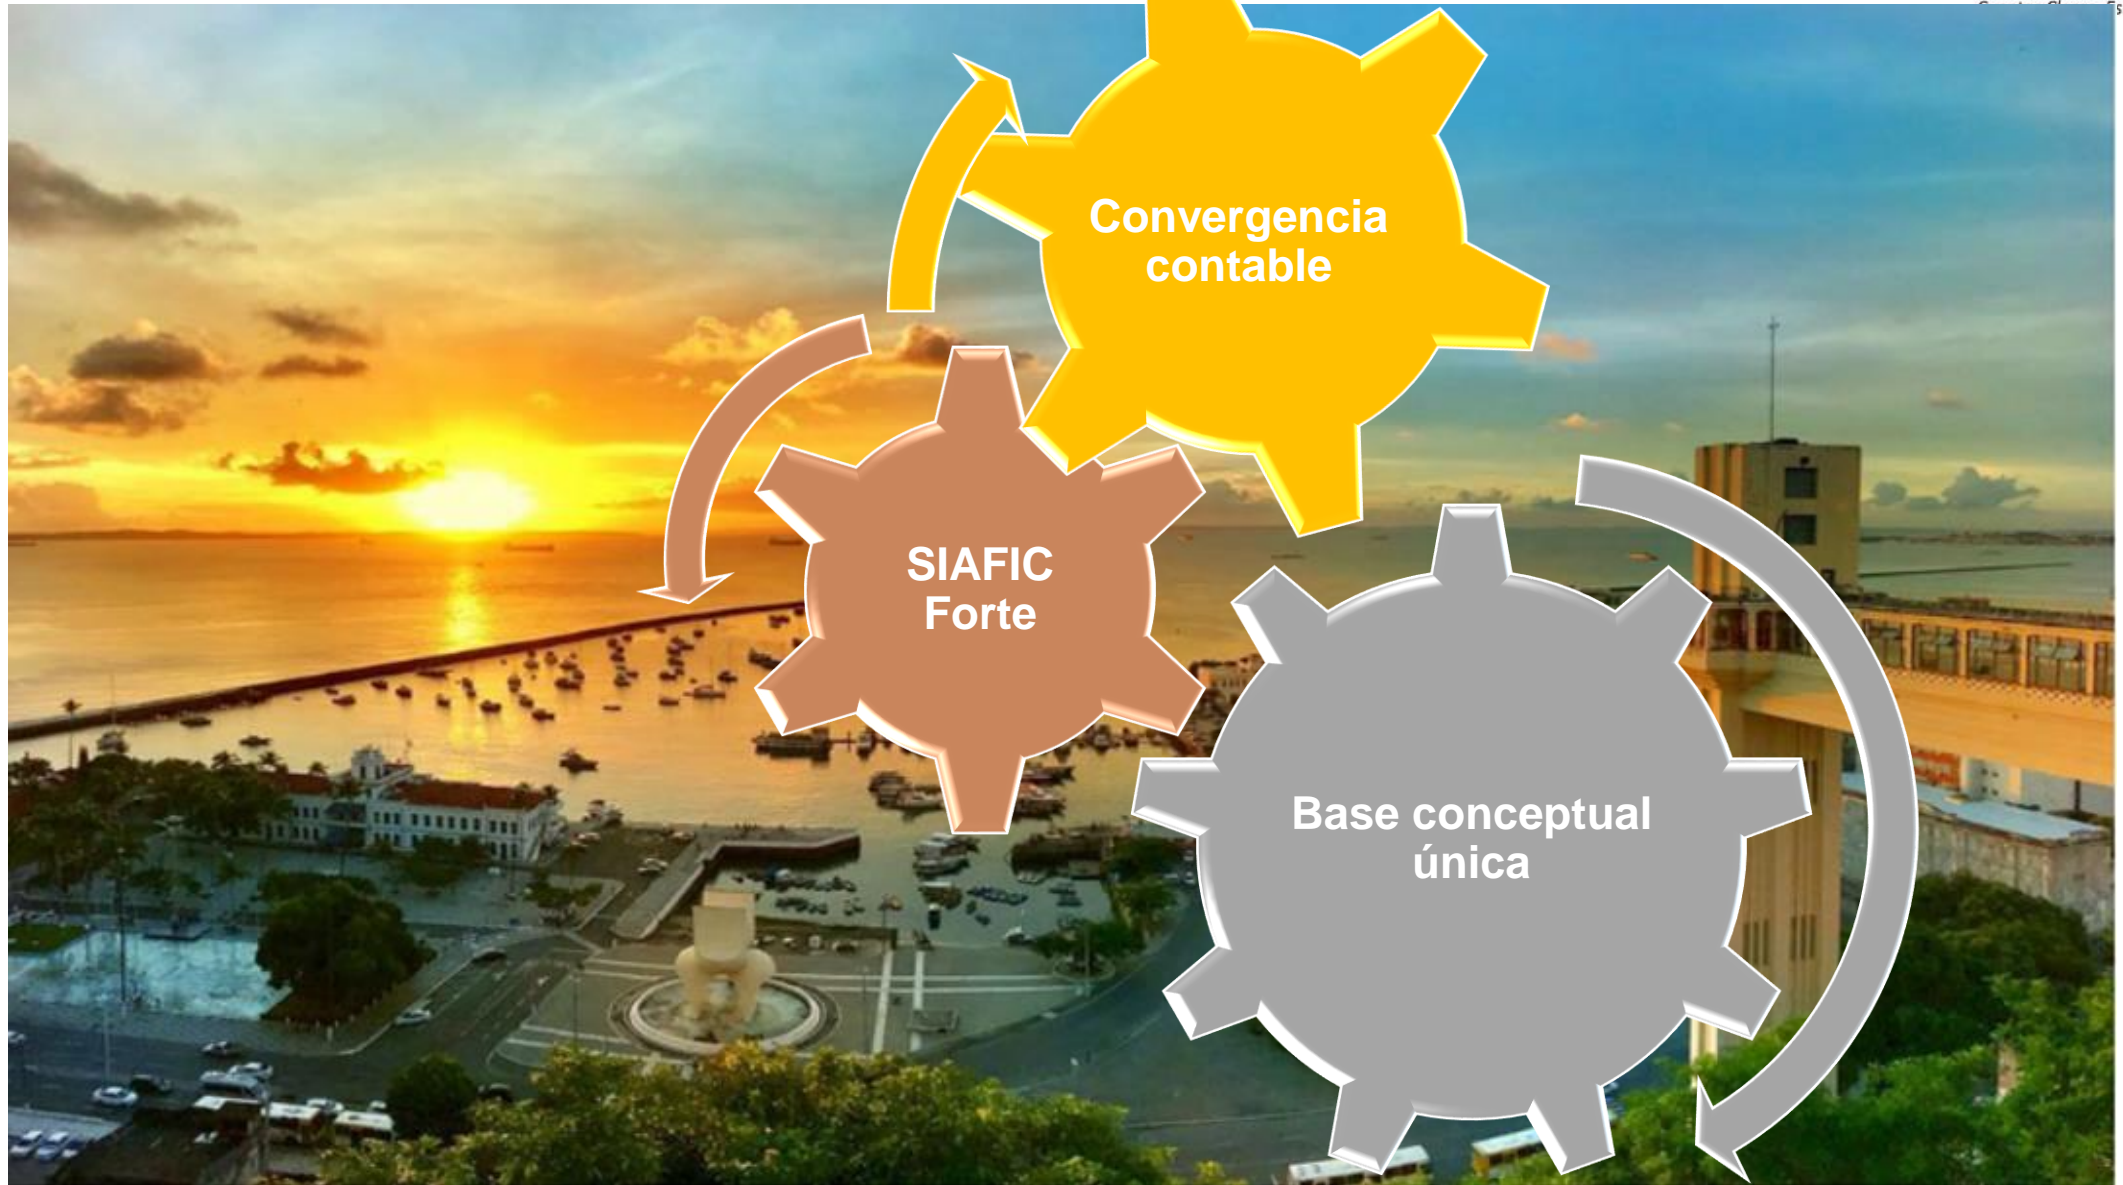 Convergencia
contable
SIAFIC
Forte
Base conceptual
única